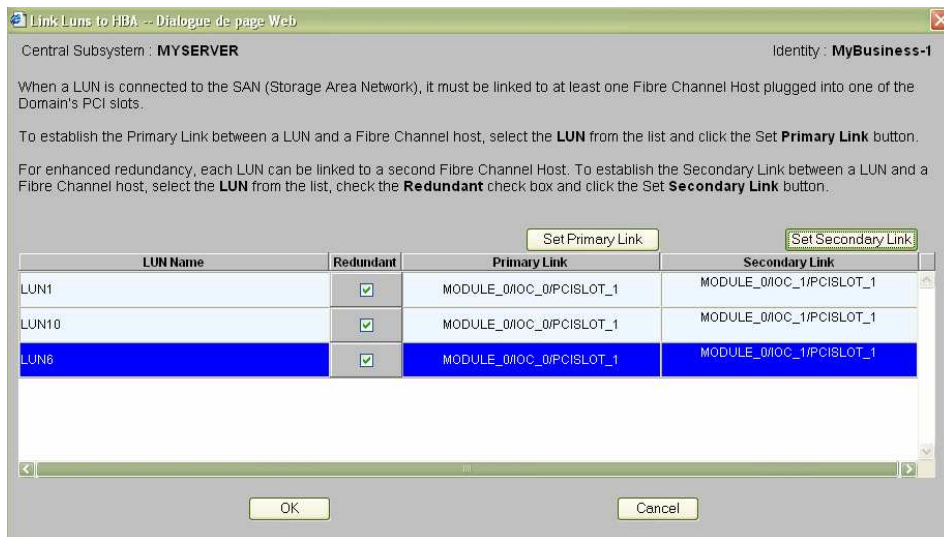 Link Luns to HBA -- Dialogue de page Web
Central Subsystem : MYSERVER
Identity : MyBusiness-1
When a LUN is connected to the SAN (Storage Area Network), it must be linked to at least one Fibre Channel Host plugged into one of the
Domain's PCI slots.
To establish the Primary Link between a LUN and a Fibre Channel host, select the LUN from the list and click the Set Primary Link button.
For enhanced redundancy, each LUN can be linked to a second Fibre Channel Host. To establish the Secondary Link between a LUN and a
Fibre Channel host, select the LUN from the list, check the Redundant check box and click the Set Secondary Link button.
Set Primary Link
Set Secondary Link
LUN Name Redundant Primary Link Secondary Link
LUN1 MODULE_0/IOC_0/PCISLOT_1 MODULE_0/IOC_1/PCISLOT_1
LUN10 MODULE_0/IOC_0/PCISLOT_1 MODULE_0/IOC_1/PCISLOT_1
LUN6 MODULE_0/IOC_0/PCISLOT_1 MODULE_0/IOC_1/PCISLOT_1
OK
Cancel